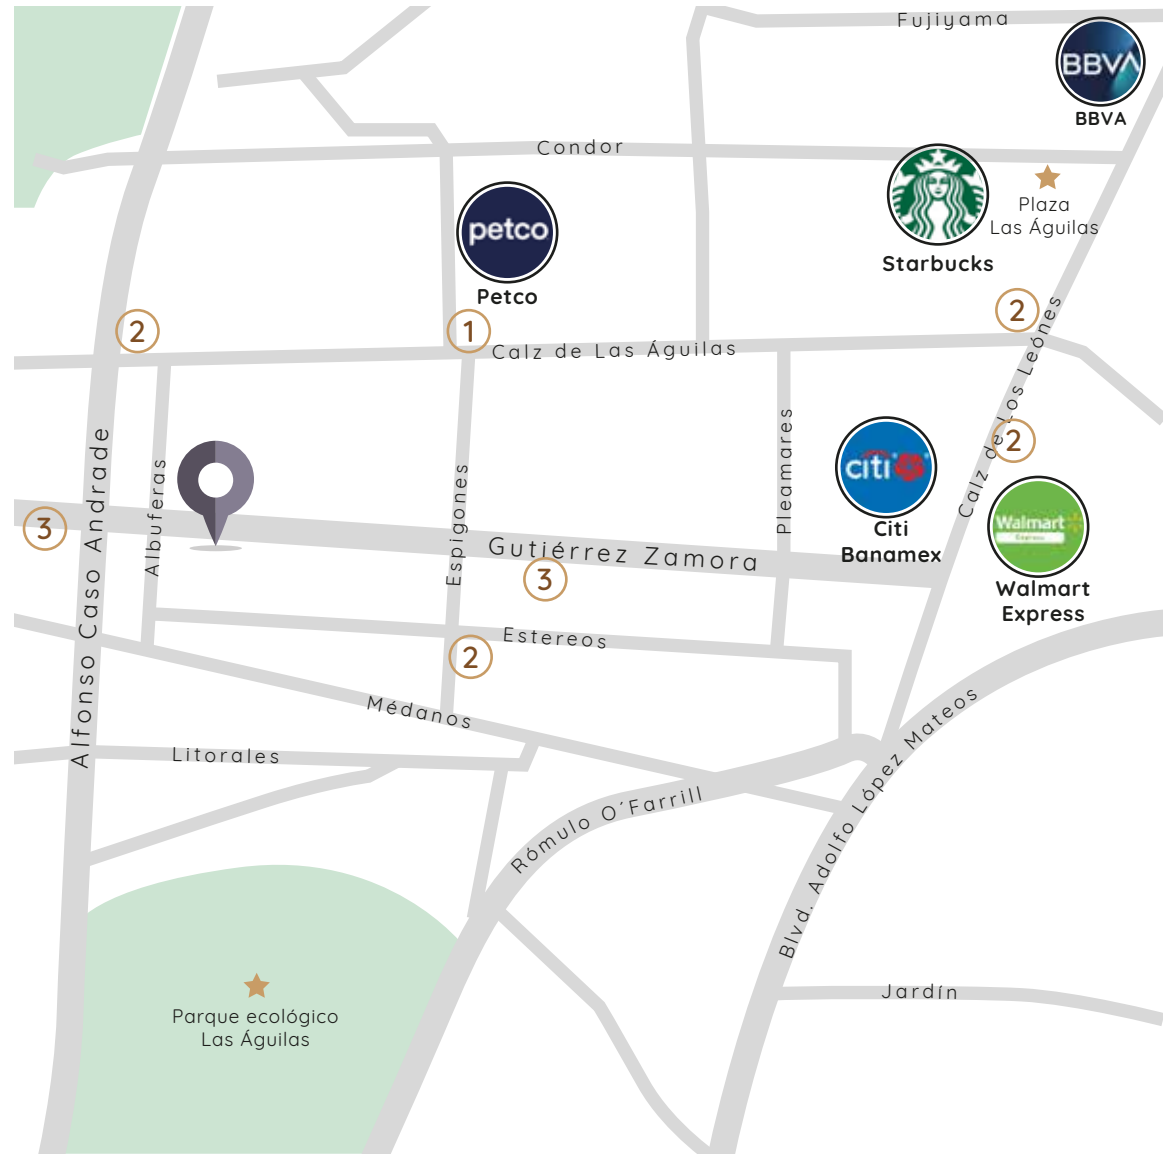 Fujiyama
BBVA
BBVA
Condor
Plaza
Las Águilas
petco
Petco
Starbucks
2
1
2
Calz de Las Águilas
Calz de Los Leónes
2
Alfonso Caso Andrade
Albuferas
Espigones
Pleamares
citi
Citi
Banamex
Walmart
Express
Walmart
Express
3
Gutiérrez Zamora
3
Estereos
2
Médanos
Litorales
Rómulo O´Farrill
Blvd. Adolfo López Mateos
Jardín
Parque ecológico
Las Águilas